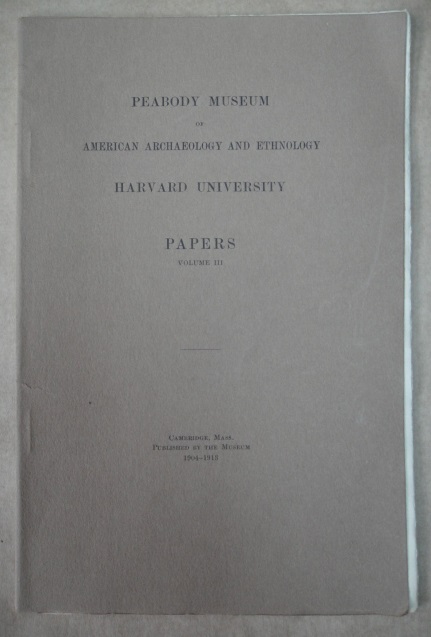 PEABODY MUSEUM
OF
AMERICAN ARCHAEOLOGY AND ETHNOLOGY
HARVARD UNIVERSITY
PAPERS
VOLUME III
CAMBRIDGE, MASS.
PUBLISHED BY THE MUSEUM
1904–1913